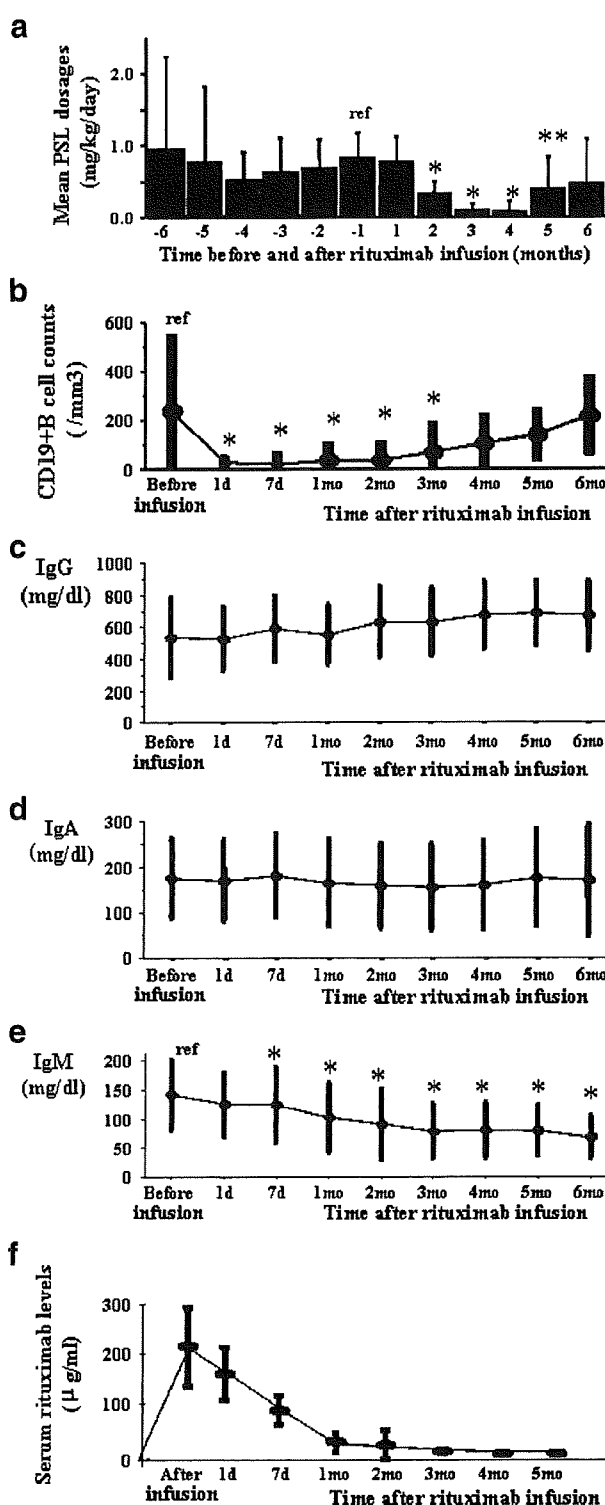 a
Mean PSL dosages
(mg/kg/day)
2.0
1.0
0.0
ref
*
*
*
**
-6 -5 -4 -3 -2 -1 1 2 3 4 5 6
Time before and after rituximab infusion (months)
b
CD19+B cell counts
( /mm3)
600
400
200
0
ref
* * * * *
Before infusion 1d 7d 1mo 2mo 3mo 4mo 5mo 6mo
Time after rituximab infusion
c
IgG
(mg/dl)
1000
800
600
400
200
0
Before infusion 1d 7d 1mo 2mo 3mo 4mo 5mo 6mo
Time after rituximab infusion
d
IgA
(mg/dl)
300
200
100
0
Before infusion 1d 7d 1mo 2mo 3mo 4mo 5mo 6mo
Time after rituximab infusion
e
IgM
(mg/dl)
200
150
100
50
0
ref
* * * * * * *
Before infusion 1d 7d 1mo 2mo 3mo 4mo 5mo 6mo
Time after rituximab infusion
f
Serum rituximab levels
(μ g/ml)
300
200
100
0
After infusion 1d 7d 1mo 2mo 3mo 4mo 5mo
Time after rituximab infusion